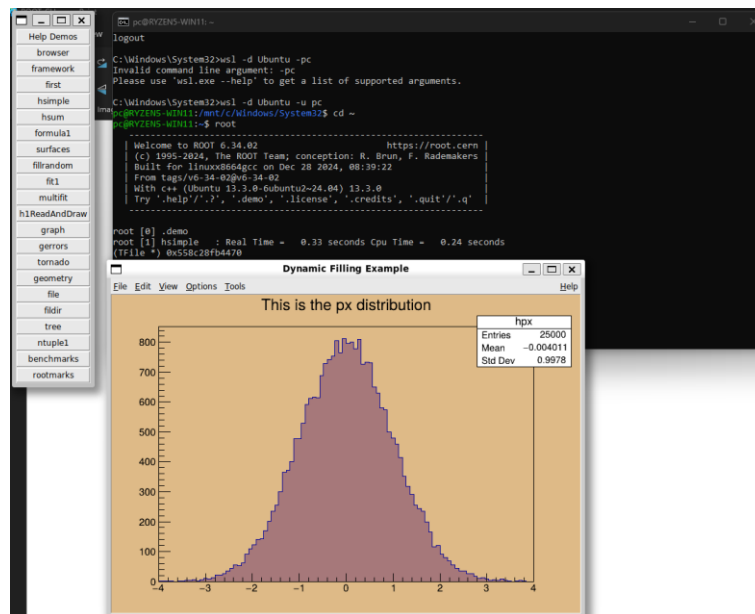 Help Demos
browser
framework
first
hsimple
hsum
formula1
surfaces
fillrandom
fit1
multifit
h1ReadAndDraw
graph
gerrors
tornado
geometry
file
fildir
tree
ntuple1
benchmarks
rootmarks
ew
Imag
pc@RYZEN5-WIN11: ~
logout
C:\Windows\System32>wsl -d Ubuntu -pc
Invalid command line argument: -pc
Please use 'wsl.exe --help' to get a list of supported arguments.
C:\Windows\System32>wsl -d Ubuntu -u pc
pc@RYZEN5-WIN11:/mnt/c/Windows/System32$ cd ~
pc@RYZEN5-WIN11:~$ root
------------------------------------------------------------------
| Welcome to ROOT 6.34.02 https://root.cern |
| (c) 1995-2024, The ROOT Team; conception: R. Brun, F. Rademakers |
| Built for linuxx8664gcc on Dec 28 2024, 08:39:22 |
| From tags/v6-34-02@v6-34-02 |
| With c++ (Ubuntu 13.3.0-6ubuntu2~24.04) 13.3.0 |
| Try '.help'/'.?', '.demo', '.license', '.credits', '.quit'/'.q' |
------------------------------------------------------------------
root [0] .demo
root [1] hsimple : Real Time = 0.33 seconds Cpu Time = 0.24 seconds
(TFile *) 0x558c28fb4470
Dynamic Filling Example
File Edit View Options Tools Help
This is the px distribution
hpx
Entries 25000
Mean −0.004011
Std Dev 0.9978
800
700
600
500
400
300
200
100
0
−4 −3 −2 −1 0 1 2 3 4